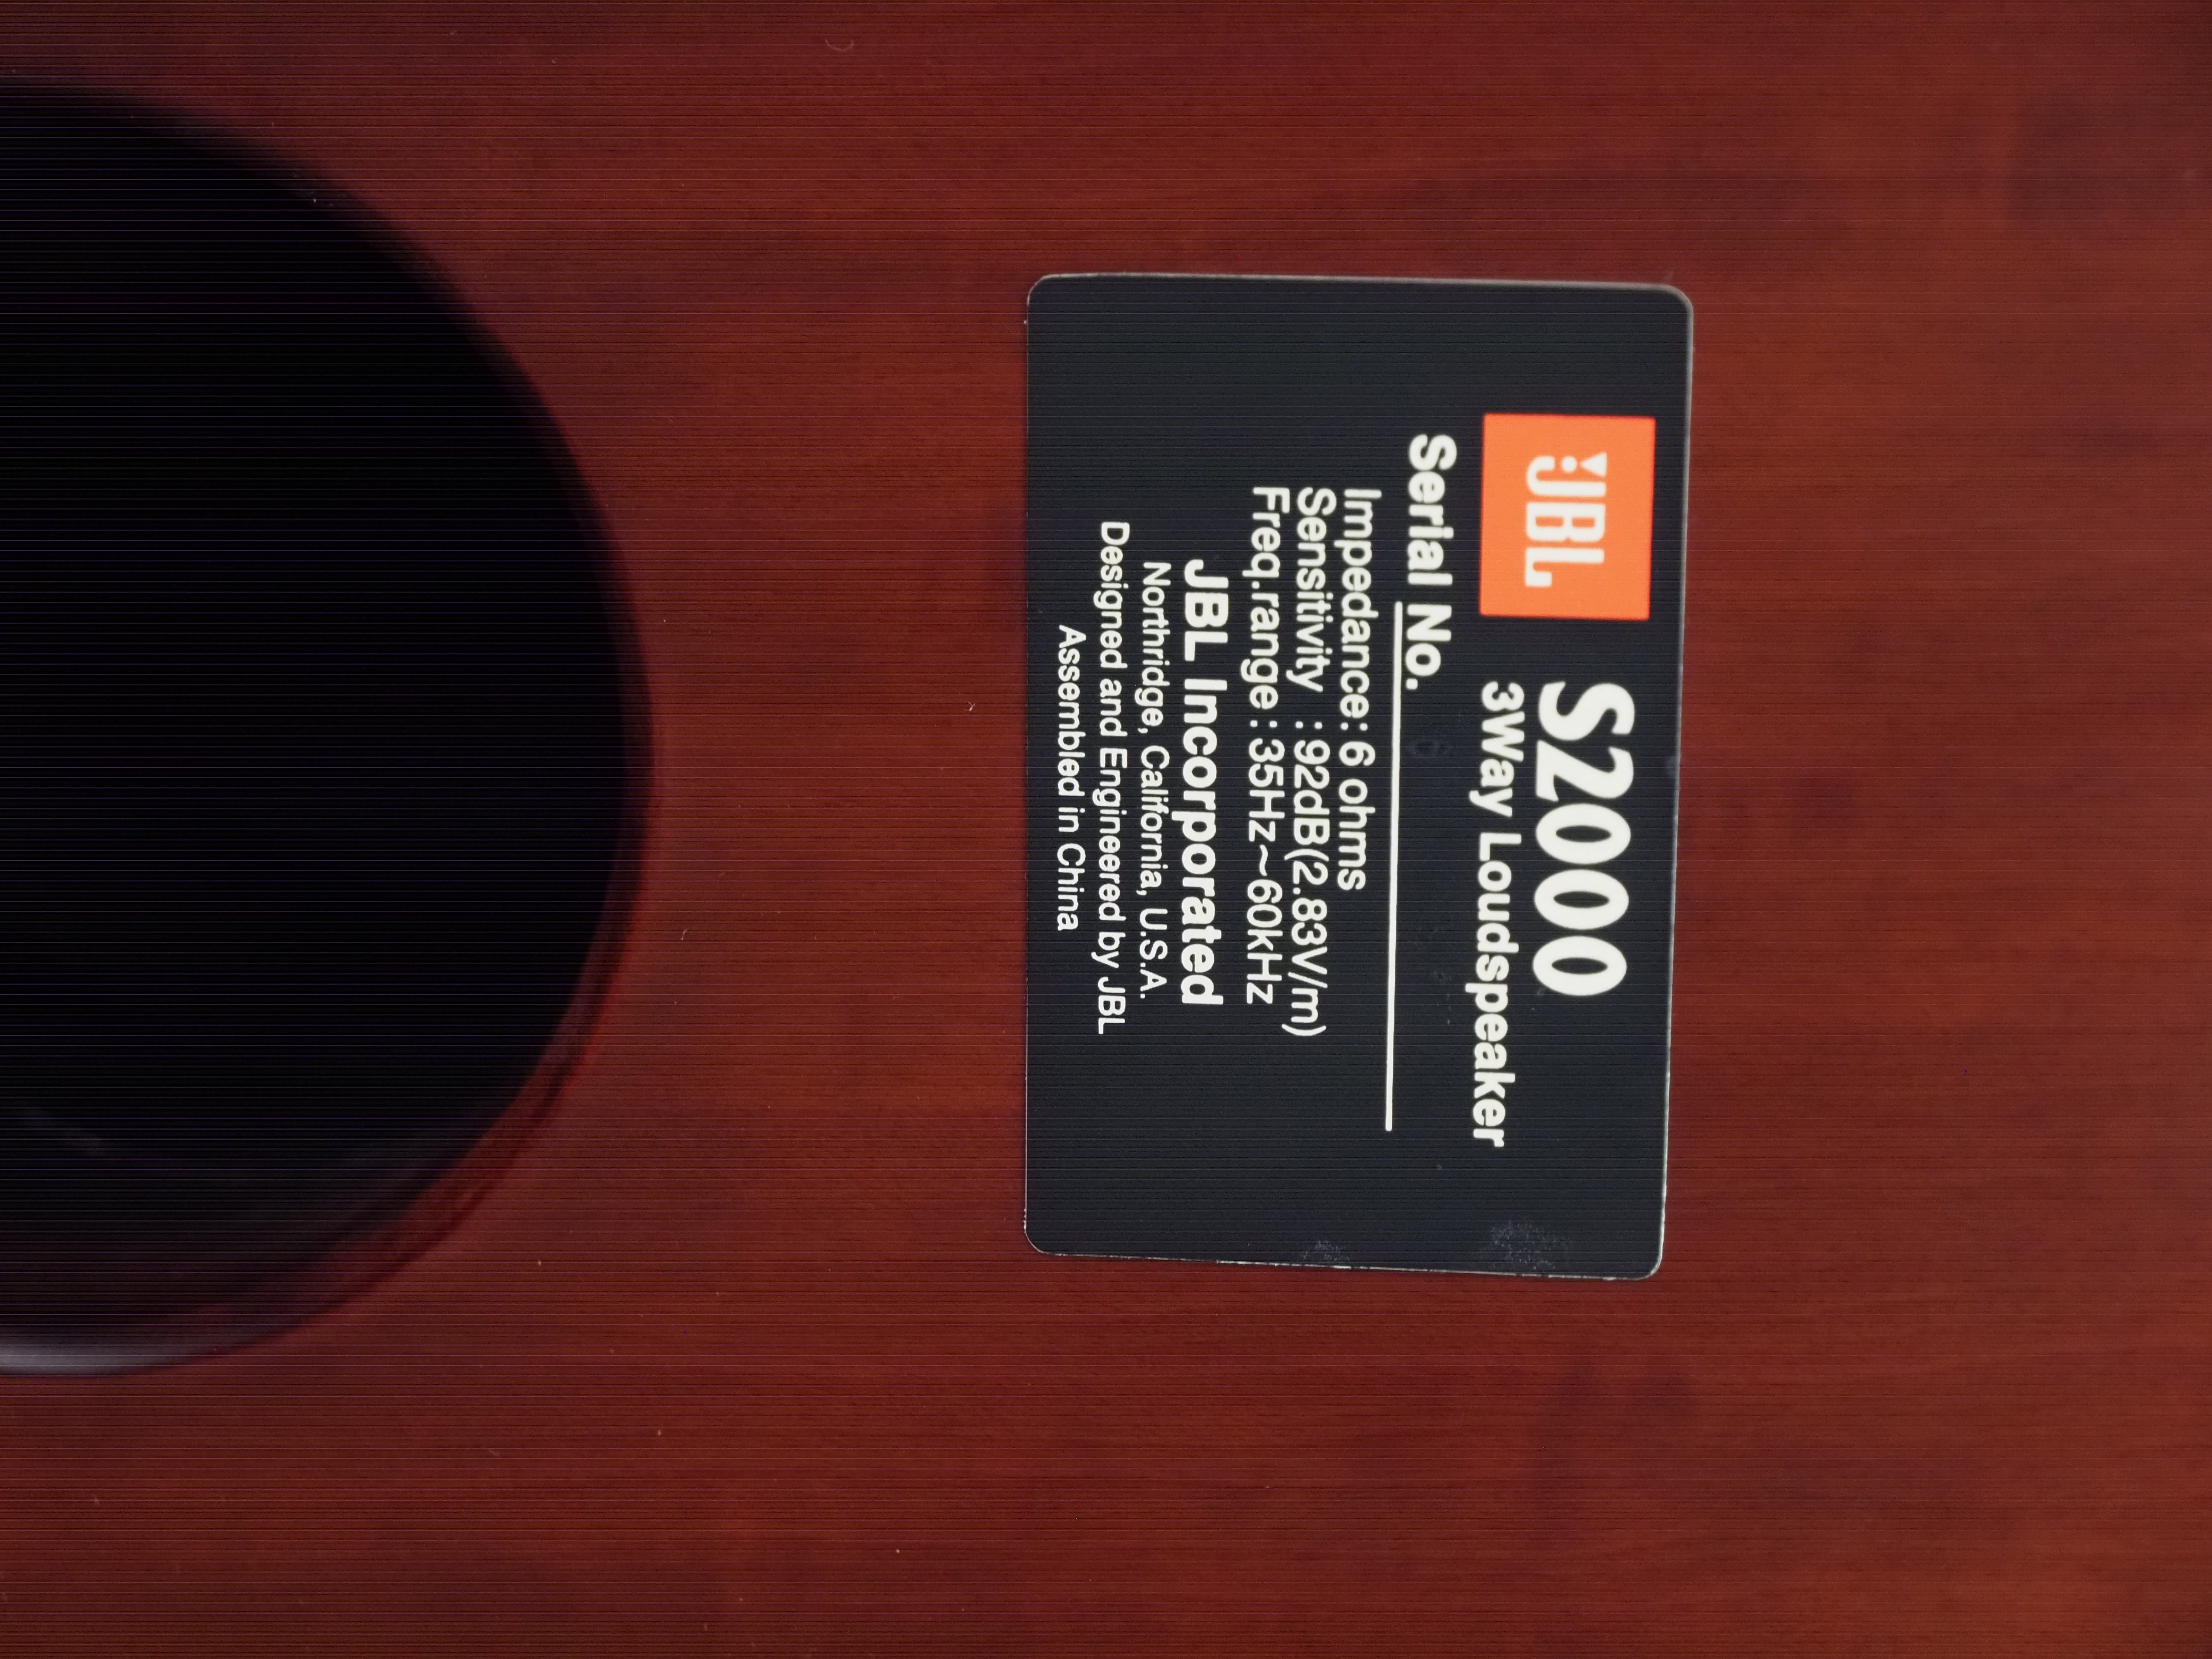 JBL
S2000
3Way Loudspeaker
Serial No.
Impedance: 6 ohms
Sensitivity : 92dB(2.83V/m)
Freq.range : 35Hz~60kHz
JBL Incorporated
Northridge, California, U.S.A.
Designed and Engineered by JBL
Assembled in China